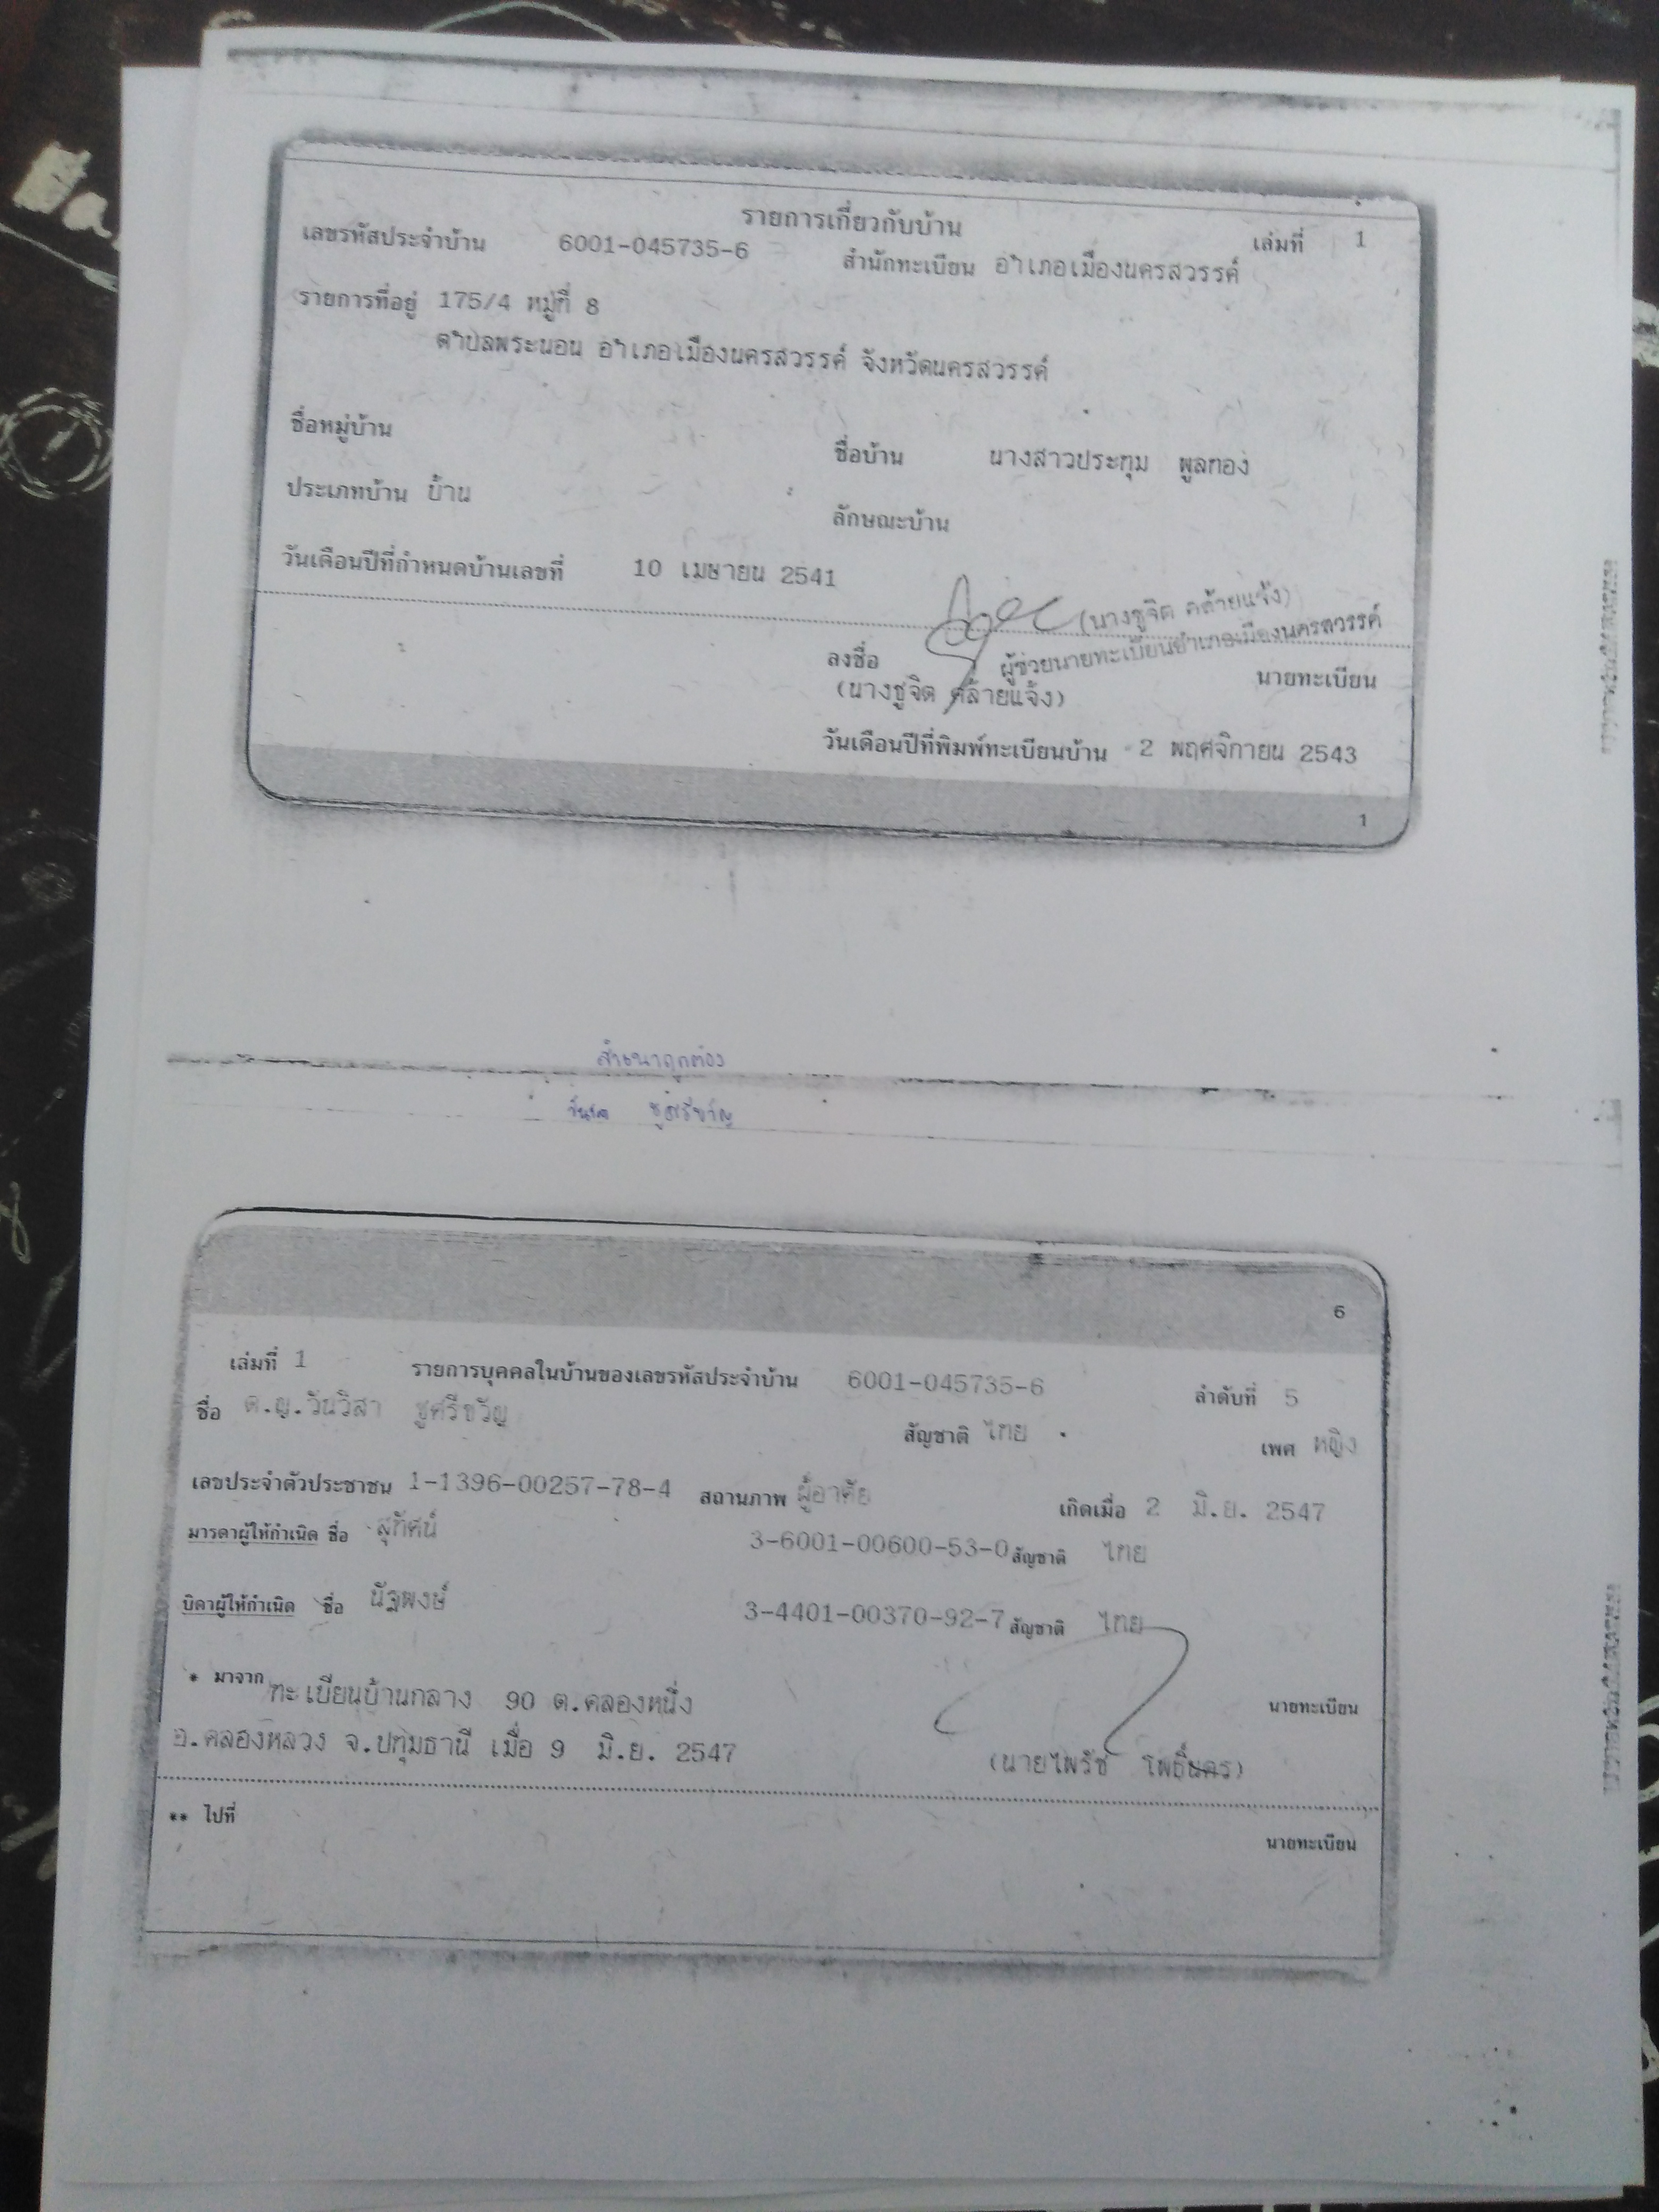 รายการเกี่ยวกับบ้าน
เล่มที่ 1
เลขรหัสประจำบ้าน 6001-045735-6 สำนักทะเบียน อำเภอเมืองนครสวรรค์
รายการที่อยู่ 175/4 หมู่ที่ 8
ตำบลพระนอน อำเภอเมืองนครสวรรค์ จังหวัดนครสวรรค์
ชื่อหมู่บ้าน
ชื่อบ้าน นางสาวประทุม พูลทอง
ประเภทบ้าน บ้าน
ลักษณะบ้าน
วันเดือนปีที่กำหนดบ้านเลขที่ 10 เมษายน 2541
(นางชูจิต คล้ายแจ้ง)
ผู้ช่วยนายทะเบียนอำเภอเมืองนครสวรรค์
ลงชื่อ นายทะเบียน
(นางชูจิต คล้ายแจ้ง)
วันเดือนปีที่พิมพ์ทะเบียนบ้าน 2 พฤศจิกายน 2543
1
สำเนาถูกต้อง
ชูศรีขวัญ
6
เล่มที่ 1 รายการบุคคลในบ้านของเลขรหัสประจำบ้าน 6001-045735-6 ลำดับที่ 5
ชื่อ ด.ญ.วันวิสา ชูศรีขวัญ สัญชาติ ไทย เพศ หญิง
เลขประจำตัวประชาชน 1-1396-00257-78-4 สถานภาพ ผู้อาศัย เกิดเมื่อ 2 มิ.ย. 2547
มารดาผู้ให้กำเนิด ชื่อ สุทัศน์ 3-6001-00600-53-0 สัญชาติ ไทย
บิดาผู้ให้กำเนิด ชื่อ นัฐพงษ์ 3-4401-00370-92-7 สัญชาติ ไทย
* มาจาก ทะเบียนบ้านกลาง 90 ต.คลองหนึ่ง
นายทะเบียน
อ.คลองหลวง จ.ปทุมธานี เมื่อ 9 มิ.ย. 2547
(นายไพรัช โพธิ์นคร)
** ไปที่
นายทะเบียน